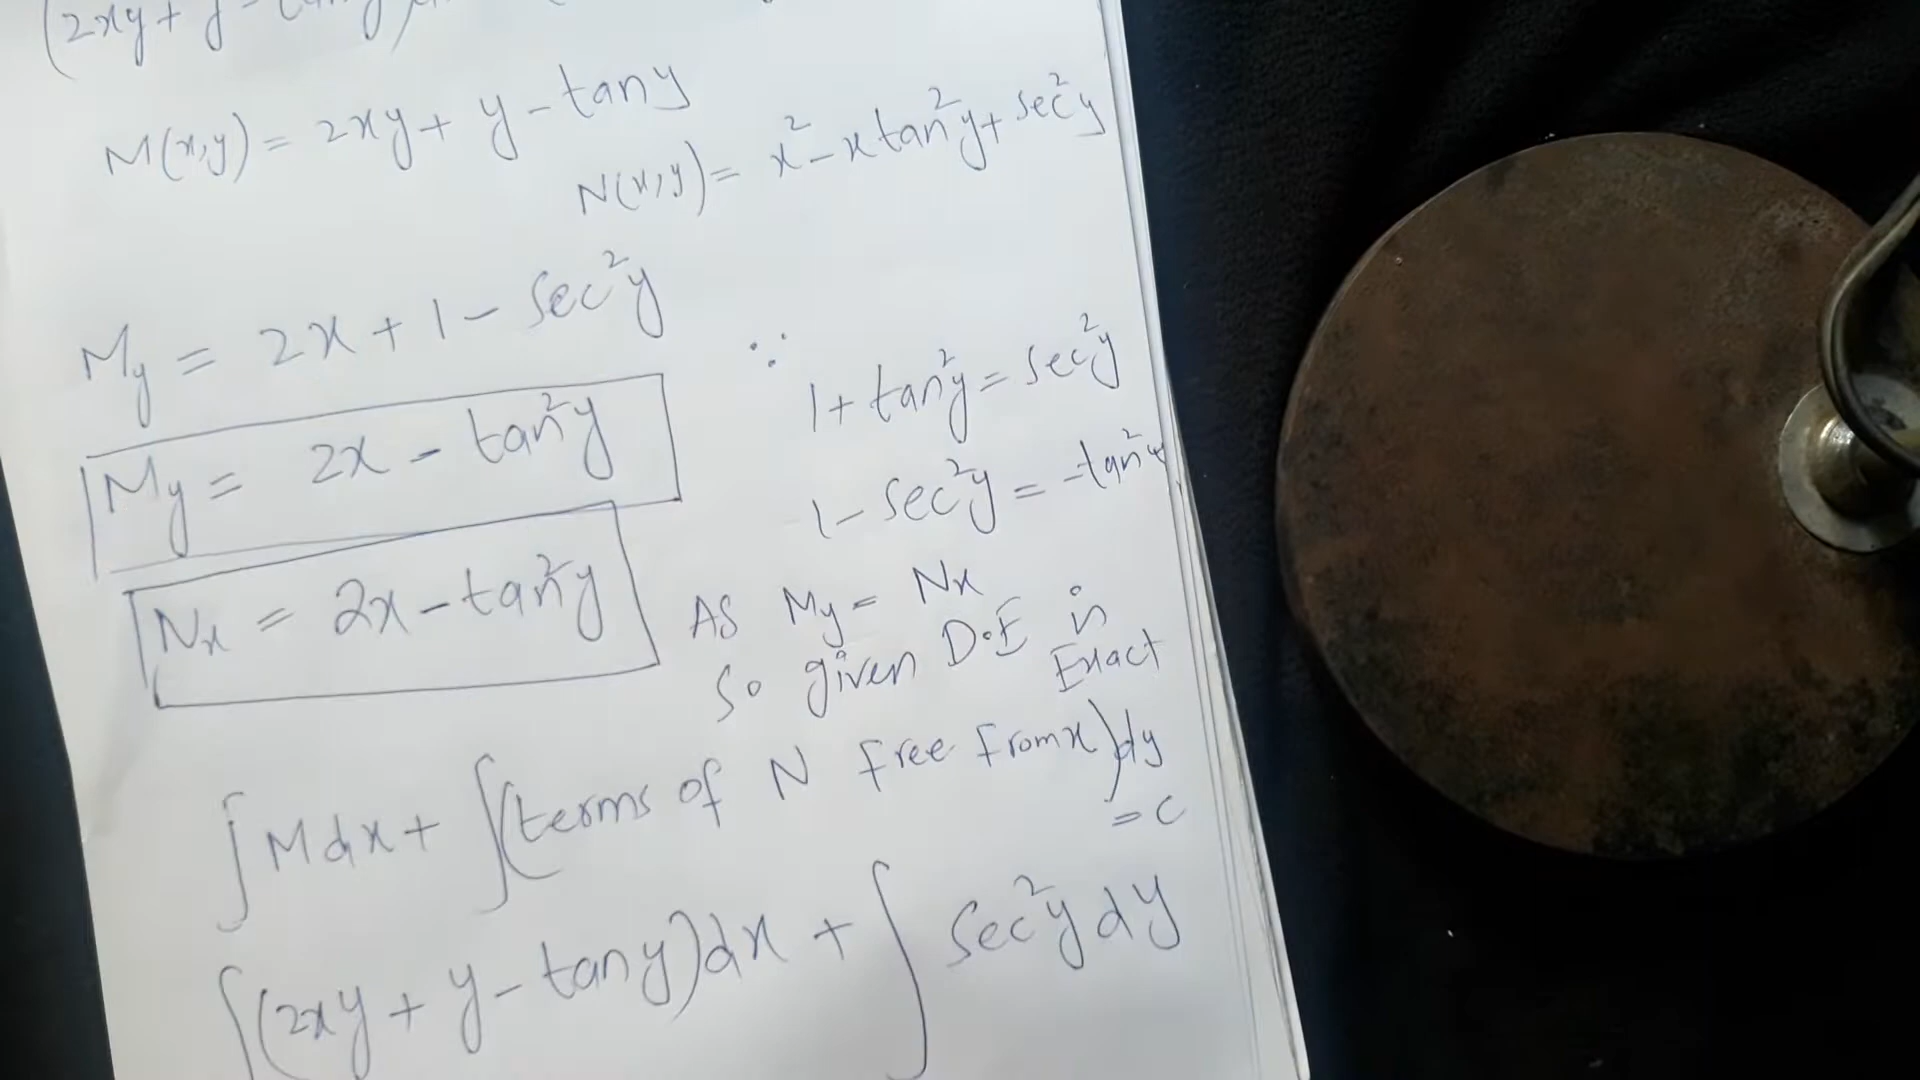 (2xy + y
M(x,y) = 2xy + y - tany
N(x,y) = x² - x tan²y + sec²y
My = 2x + 1 - sec²y
∵ 1 + tan²y = sec²y
My = 2x - tan²y
1 - sec²y = -tan²y
Nx = 2x - tan²y
As My = Nx
So given D.E is
Exact
∫Mdx + ∫(terms of N free from x)dy
= c
∫(2xy + y - tany)dx + ∫ sec²y dy